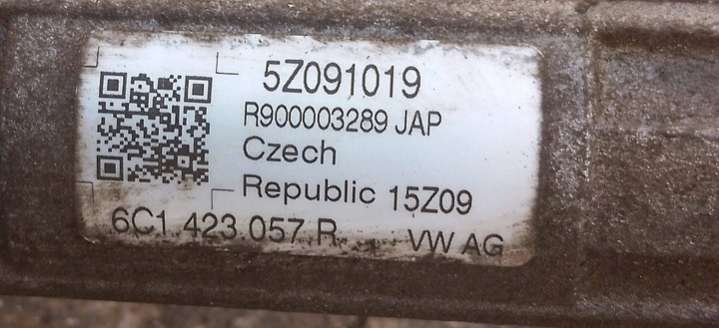 5Z091019
R900003289 JAP
Czech
Republic 15Z09
6C1.423.057.R. VW AG